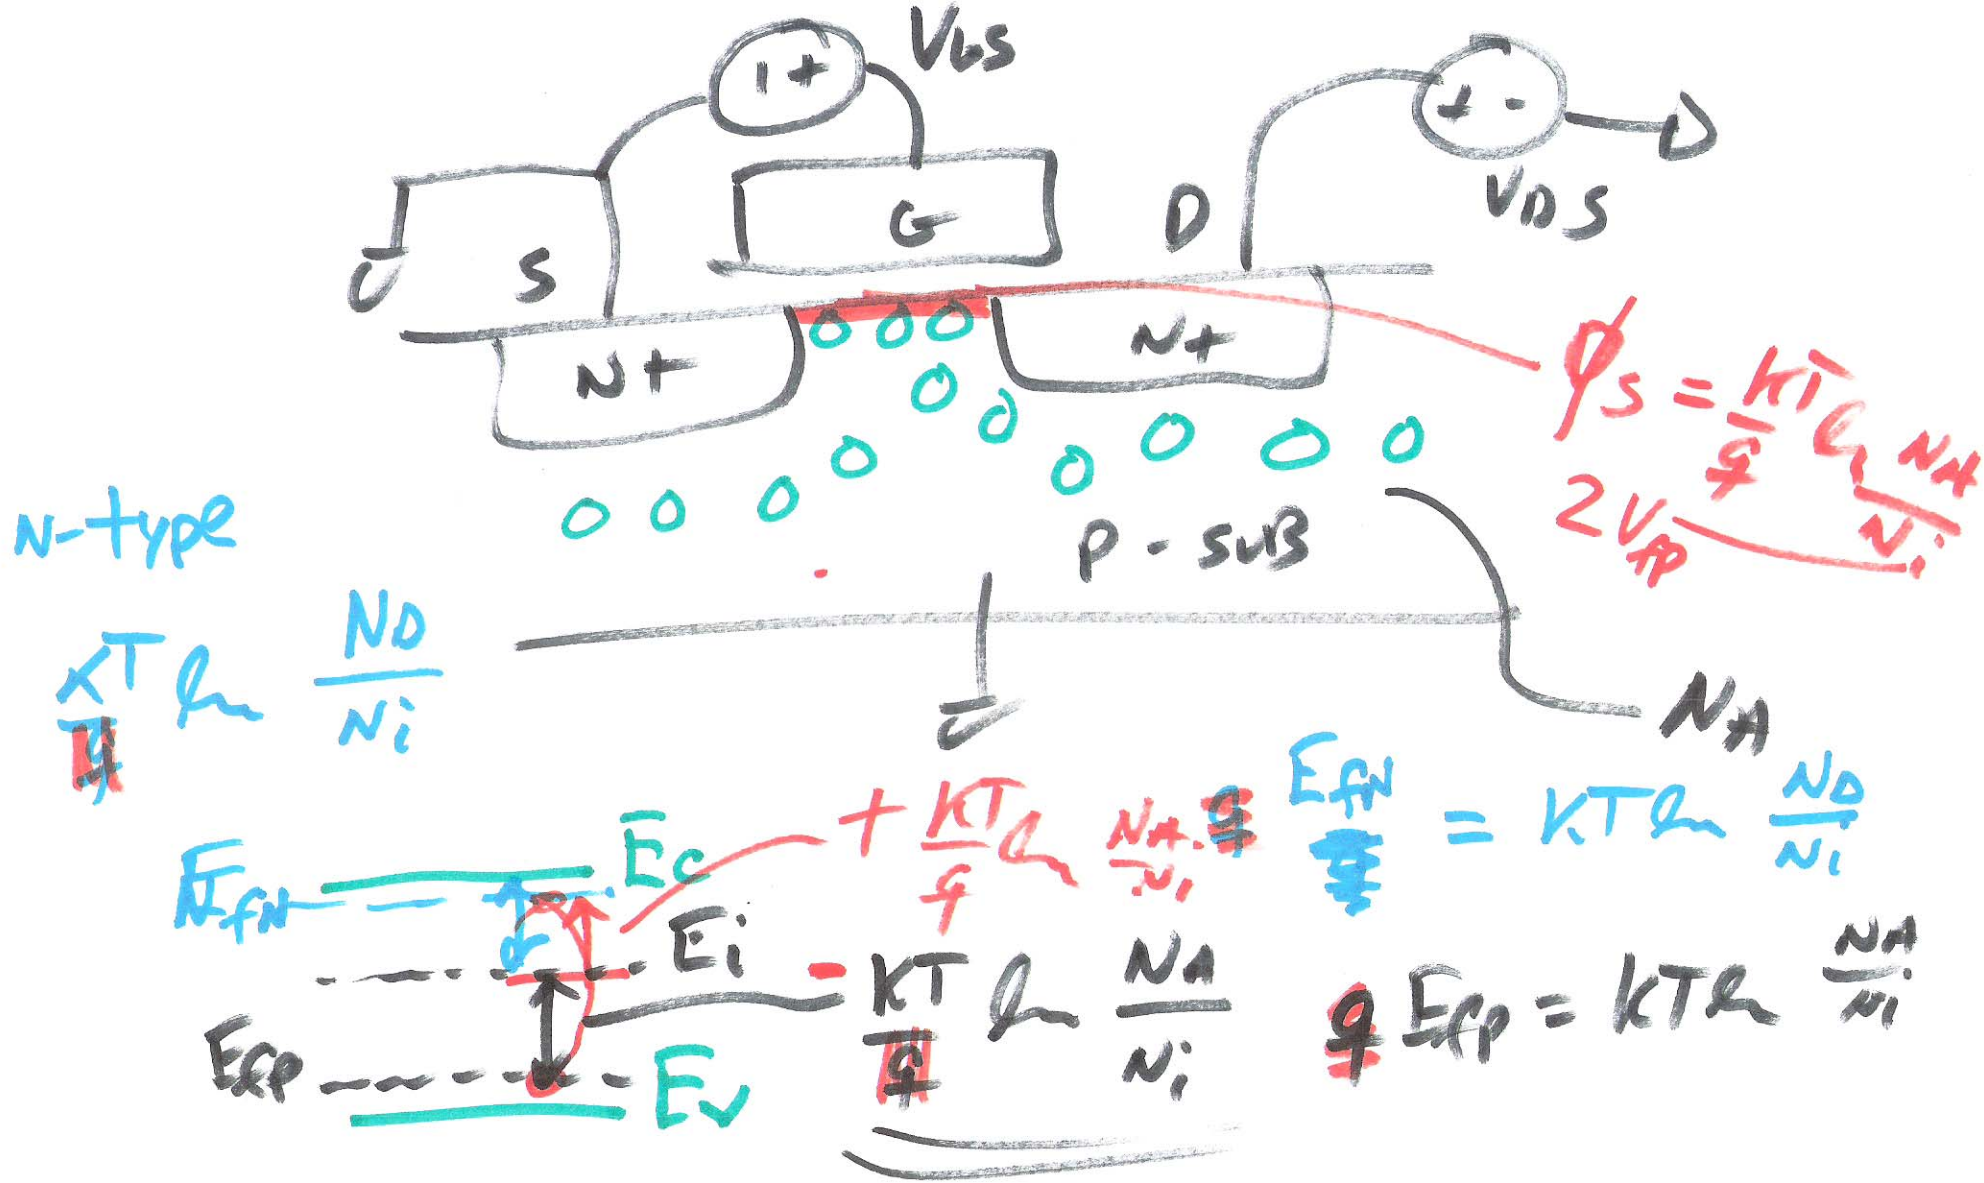 VGS
1+
+ -
VDS
G
D
S
N+
N+
φs = KT/q ln NA/Ni
2Vfp
N-type
P-SUB
KT/q ln ND/Ni
NA
+ KT/q ln NA/Ni
q EfN = KT ln ND/Ni
Ec
EfN
Ei
- KT/q ln NA/Ni
q Efp = KT ln NA/Ni
Efp
Ev